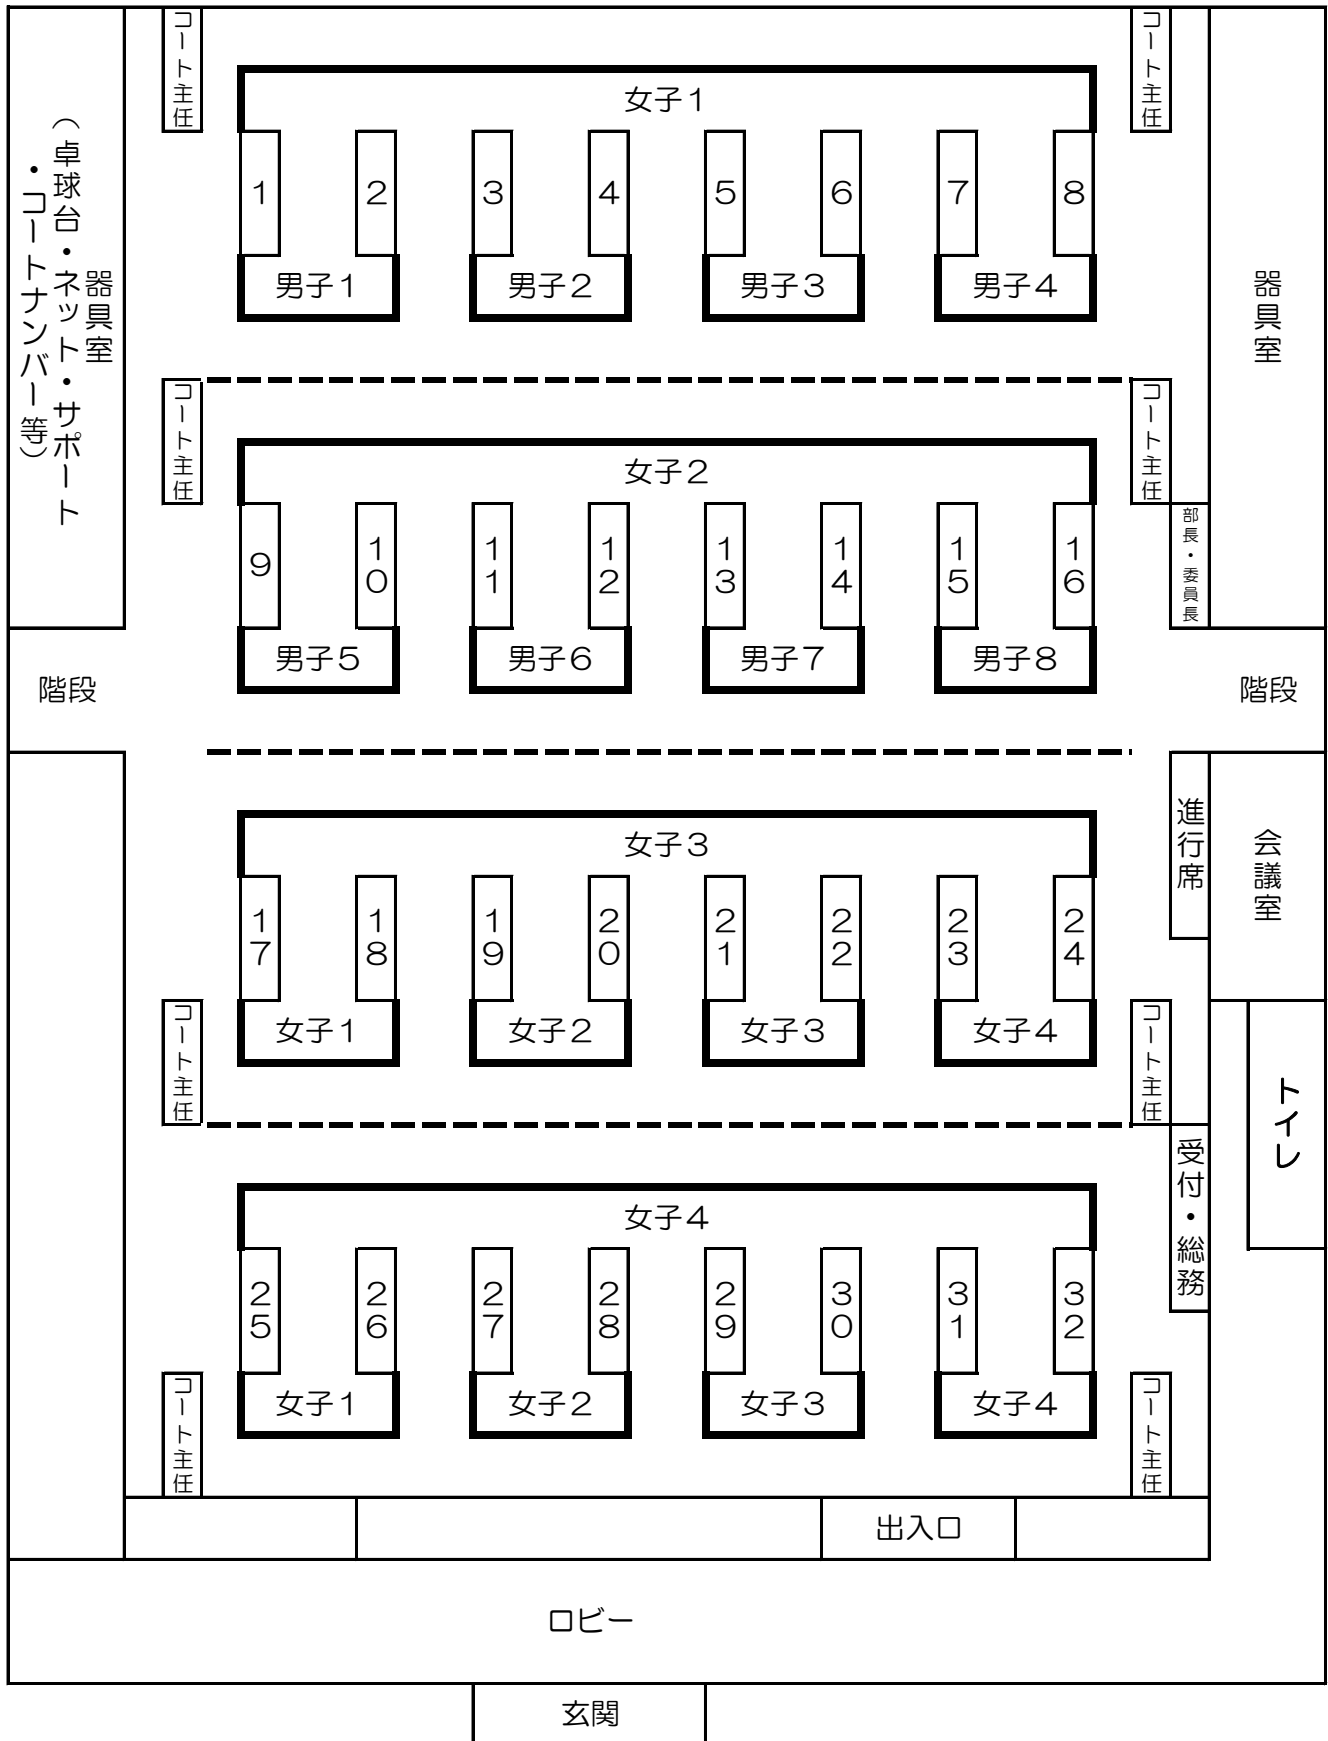 コート主任
コート主任
女子1
1
2
3
4
5
6
7
8
男子1
男子2
男子3
男子4
器具室
(卓球台・ネット・サポート
・コートナンバー等)
器具室
コート主任
コート主任
女子2
9
10
11
12
13
14
15
16
部長・委員長
男子5
男子6
男子7
男子8
階段
階段
女子3
進行席
会議室
17
18
19
20
21
22
23
24
コート主任
女子1
女子2
女子3
女子4
コート主任
トイレ
受付・総務
女子4
25
26
27
28
29
30
31
32
コート主任
女子1
女子2
女子3
女子4
コート主任
出入口
ロビー
玄関